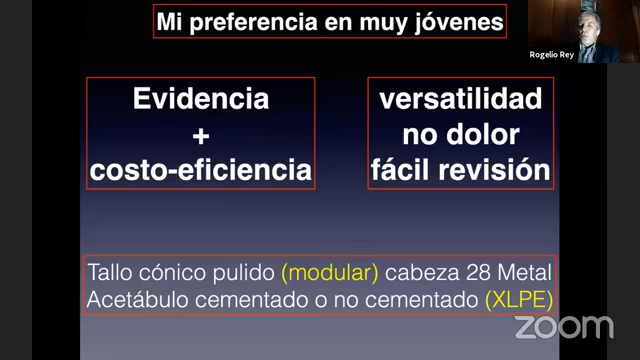 Mi preferencia en muy jóvenes
Rogelio Rey
Evidencia
+
costo-eficiencia
versatilidad
no dolor
fácil revisión
Tallo cónico pulido (modular) cabeza 28 Metal
Acetábulo cementado o no cementado (XLPE)
zoom